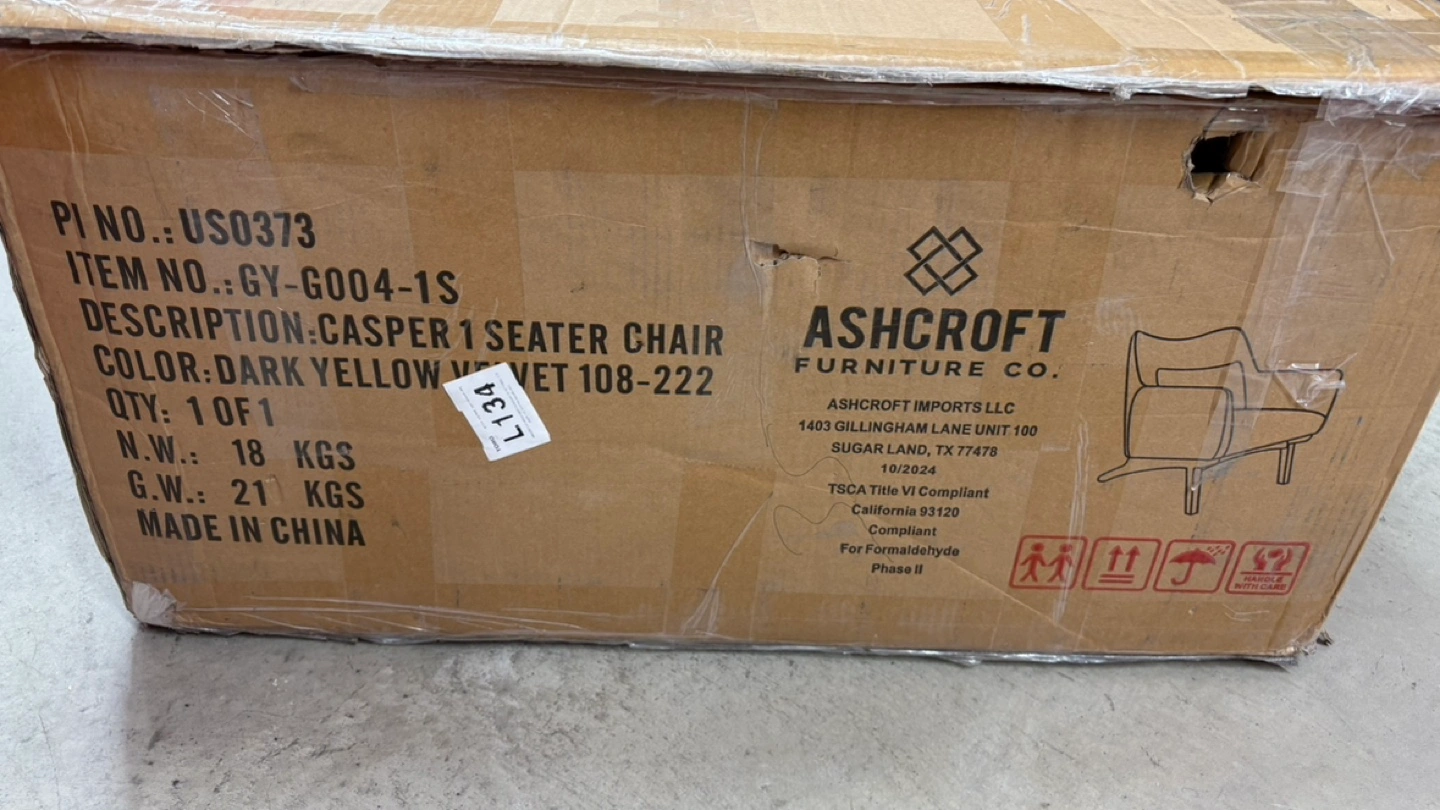 PI NO.: US0373
ITEM NO.: GY-G004-1S
DESCRIPTION: CASPER 1 SEATER CHAIR
COLOR: DARK YELLOW VELVET 108-222
QTY: 1 OF 1
N.W.: 18 KGS
G.W.: 21 KGS
MADE IN CHINA
L134
ASHCROFT
FURNITURE CO.
ASHCROFT IMPORTS LLC
1403 GILLINGHAM LANE UNIT 100
SUGAR LAND, TX 77478
10/2024
TSCA Title VI Compliant
California 93120
Compliant
For Formaldehyde
Phase II
HANDLE
WITH CARE